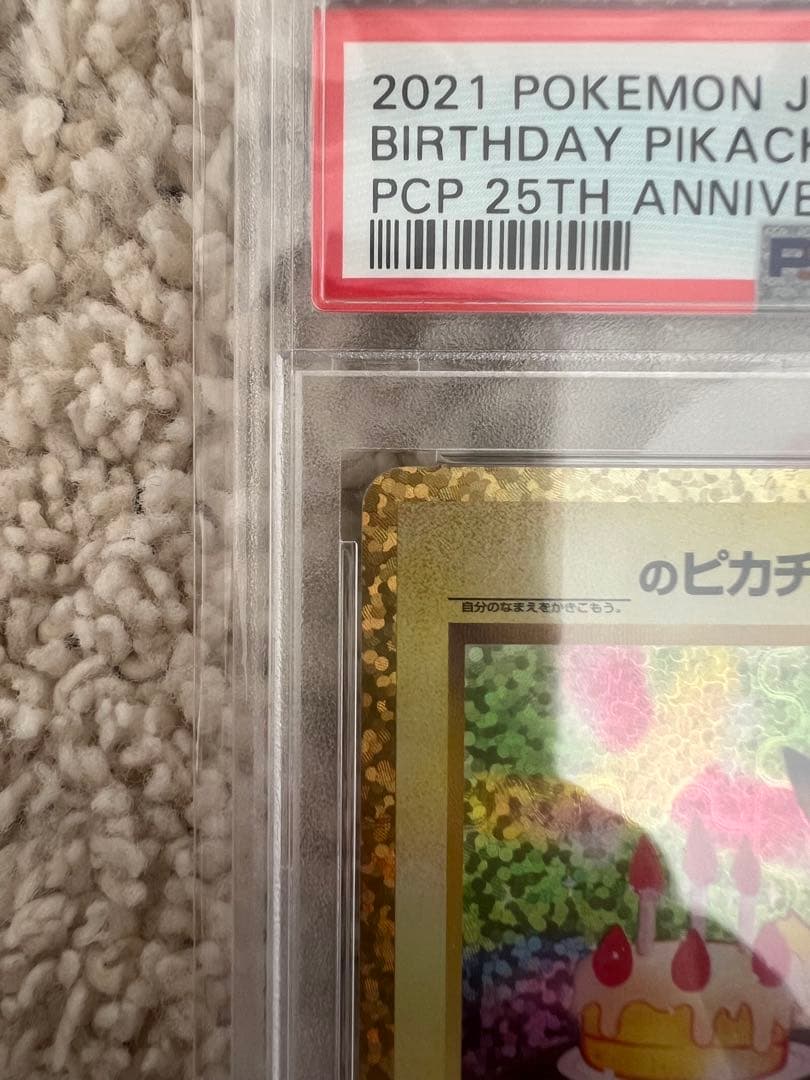 2021 POKEMON J
BIRTHDAY PIKACH
PCP 25TH ANNIVE
P
のピカチ
自分のなまえをかきこもう。